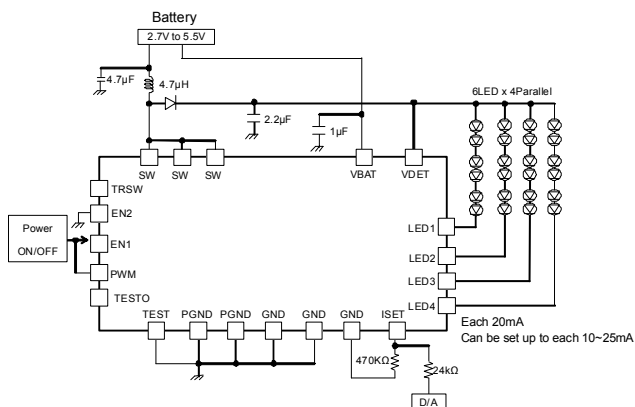 Battery
2.7V to 5.5V
4.7μF
4.7μH
6LED x 4Parallel
2.2μF
1μF
SW
SW
SW
VBAT
VDET
TRSW
EN2
Power
ON/OFF
EN1
PWM
TESTO
LED1
LED2
LED3
LED4
TEST
PGND
PGND
GND
GND
GND
ISET
Each 20mA
Can be set up to each 10~25mA
470KΩ
24kΩ
D/A